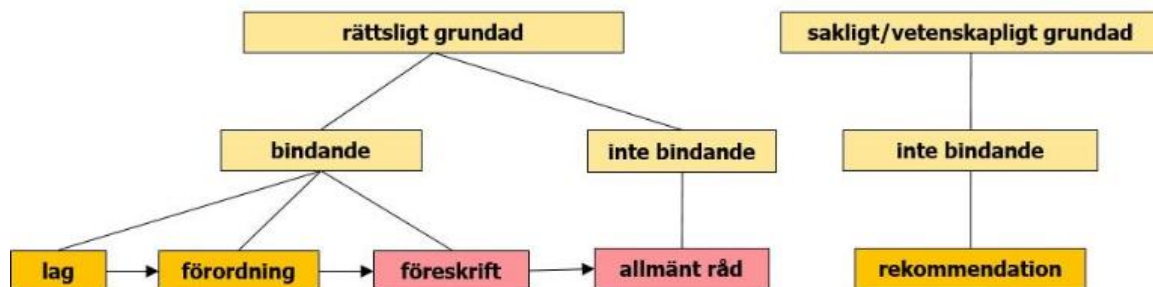 rättsligt grundad
sakligt/vetenskapligt grundad
bindande
inte bindande
inte bindande
lag
förordning
föreskrift
allmänt råd
rekommendation